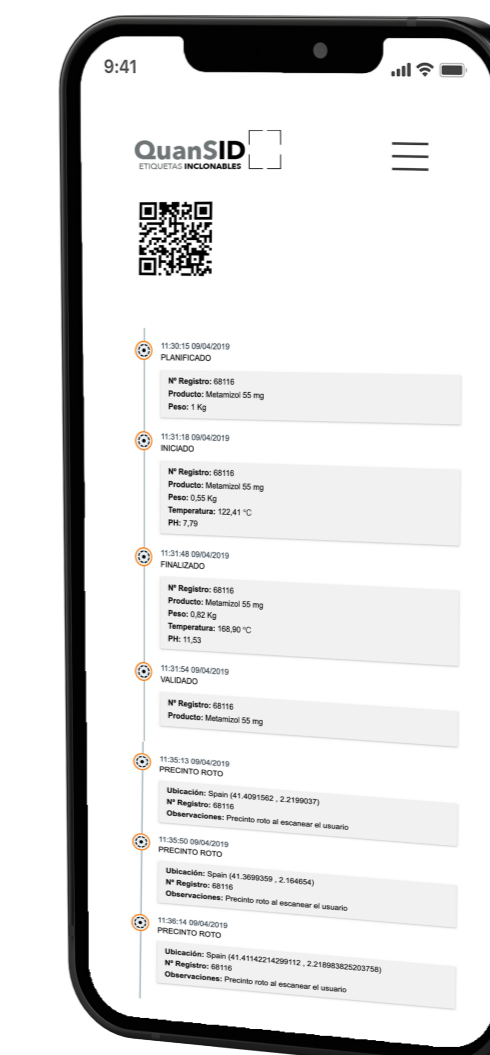 9:41
QuanSID
ETIQUETAS INCLONABLES
11:30:15 09/04/2019
PLANIFICADO
Nº Registro: 68116
Producto: Metamizol 55 mg
Peso: 1 Kg
11:31:18 09/04/2019
INICIADO
Nº Registro: 68116
Producto: Metamizol 55 mg
Peso: 0,55 Kg
Temperatura: 122,41 °C
PH: 7,79
11:31:48 09/04/2019
FINALIZADO
Nº Registro: 68116
Producto: Metamizol 55 mg
Peso: 0,82 Kg
Temperatura: 168,90 °C
PH: 11,53
11:31:54 09/04/2019
VALIDADO
Nº Registro: 68116
Producto: Metamizol 55 mg
11:35:13 09/04/2019
PRECINTO ROTO
Ubicación: Spain (41.4091562 , 2.2199037)
Nº Registro: 68116
Observaciones: Precinto roto al escanear el usuario
11:35:50 09/04/2019
PRECINTO ROTO
Ubicación: Spain (41.3699359 , 2.164654)
Nº Registro: 68116
Observaciones: Precinto roto al escanear el usuario
11:36:14 09/04/2019
PRECINTO ROTO
Ubicación: Spain (41.41142214299112 , 2.218983825203758)
Nº Registro: 68116
Observaciones: Precinto roto al escanear el usuario